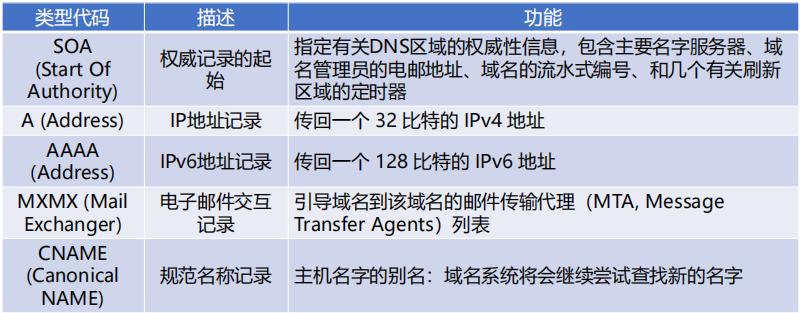 类型代码 描述 功能
SOA
(Start Of
Authority)
权威记录的起
始
指定有关DNS区域的权威性信息，包含主要名字服务器、域
名管理员的电邮地址、域名的流水式编号、和几个有关刷新
区域的定时器
A (Address) IP地址记录 传回一个 32 比特的 IPv4 地址
AAAA
(Address)
IPv6地址记录 传回一个 128 比特的 IPv6 地址
MXMX (Mail
Exchanger)
电子邮件交互
记录
引导域名到该域名的邮件传输代理（MTA, Message
Transfer Agents）列表
CNAME
(Canonical
NAME)
规范名称记录 主机名字的别名：域名系统将会继续尝试查找新的名字